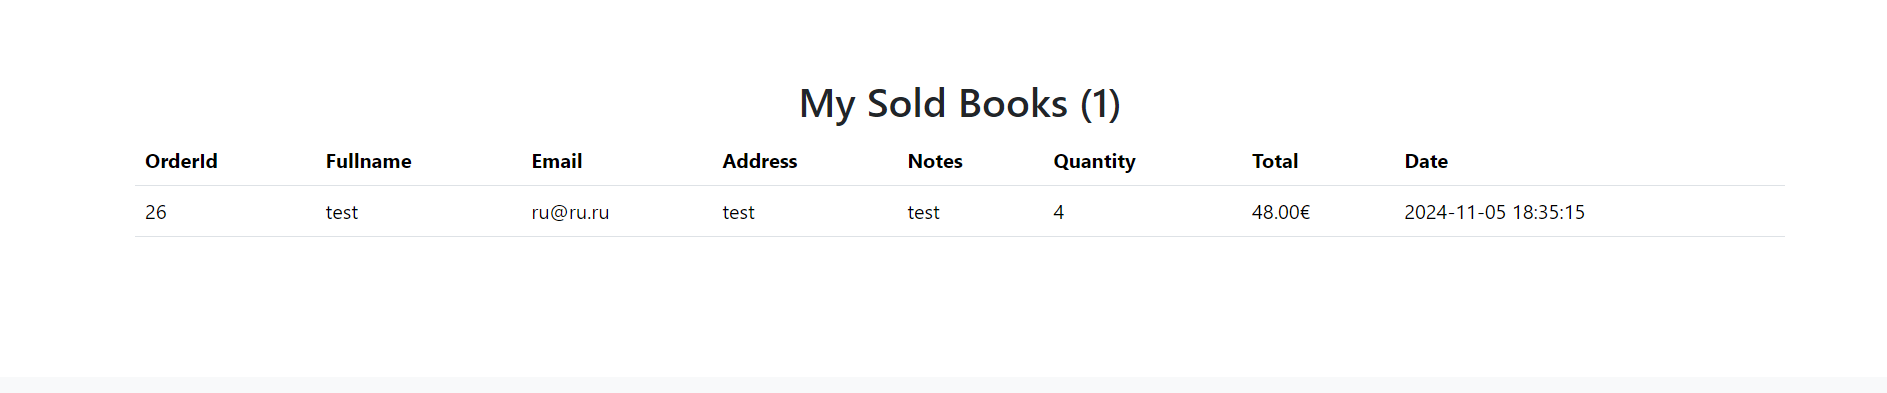 My Sold Books (1)
OrderId Fullname Email Address Notes Quantity Total Date
26 test ru@ru.ru test test 4 48.00€ 2024-11-05 18:35:15